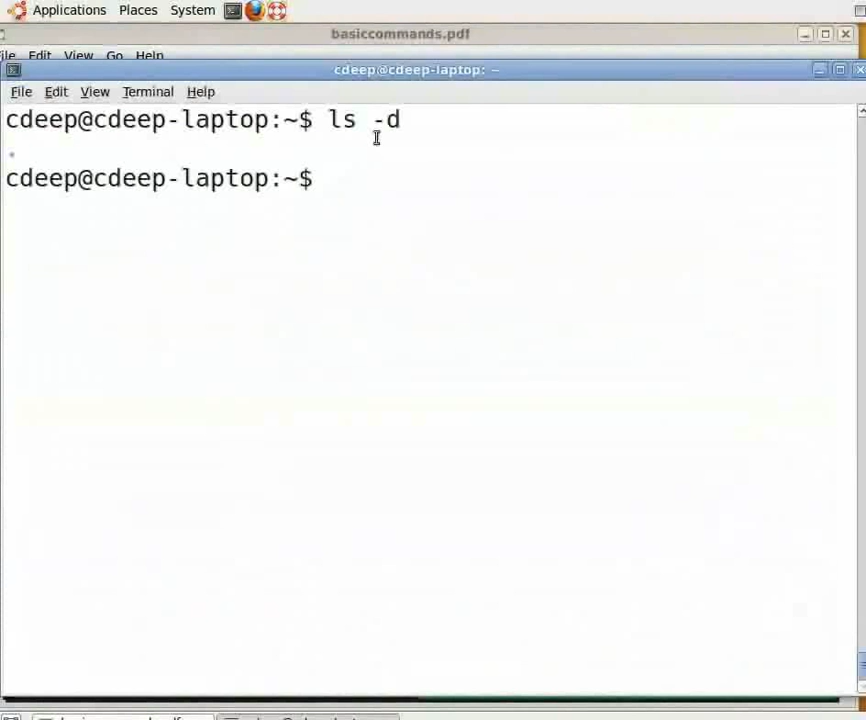 Applications Places System
basiccommands.pdf
File Edit View Go Help
cdeep@cdeep-laptop: ~
File Edit View Terminal Help
cdeep@cdeep-laptop:~$ ls -d
.
cdeep@cdeep-laptop:~$